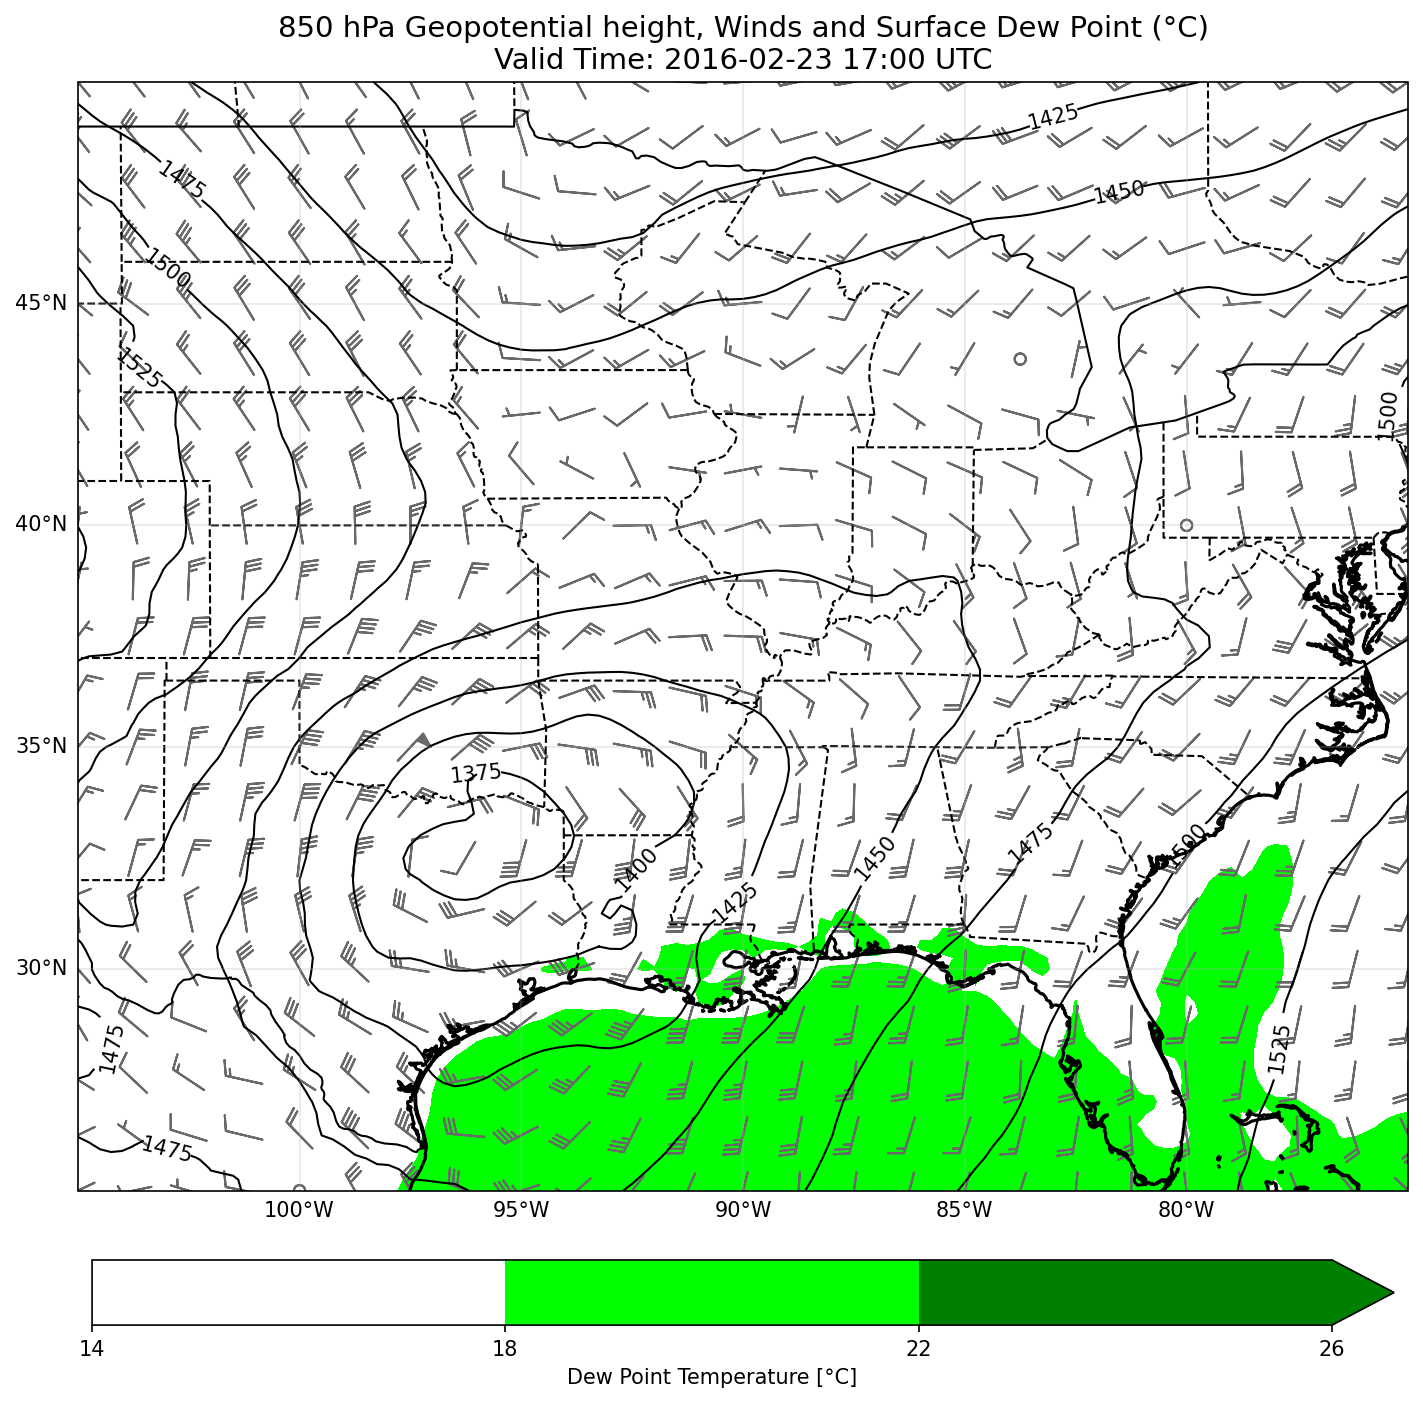 850 hPa Geopotential height, Winds and Surface Dew Point (°C)
Valid Time: 2016-02-23 17:00 UTC
1425
1475
1450
1500
45°N
1525
1500
40°N
35°N
1375
1400
1450
1475
1500
1425
30°N
1475
1525
1475
100°W 95°W 90°W 85°W 80°W
14 18 22 26
Dew Point Temperature [°C]